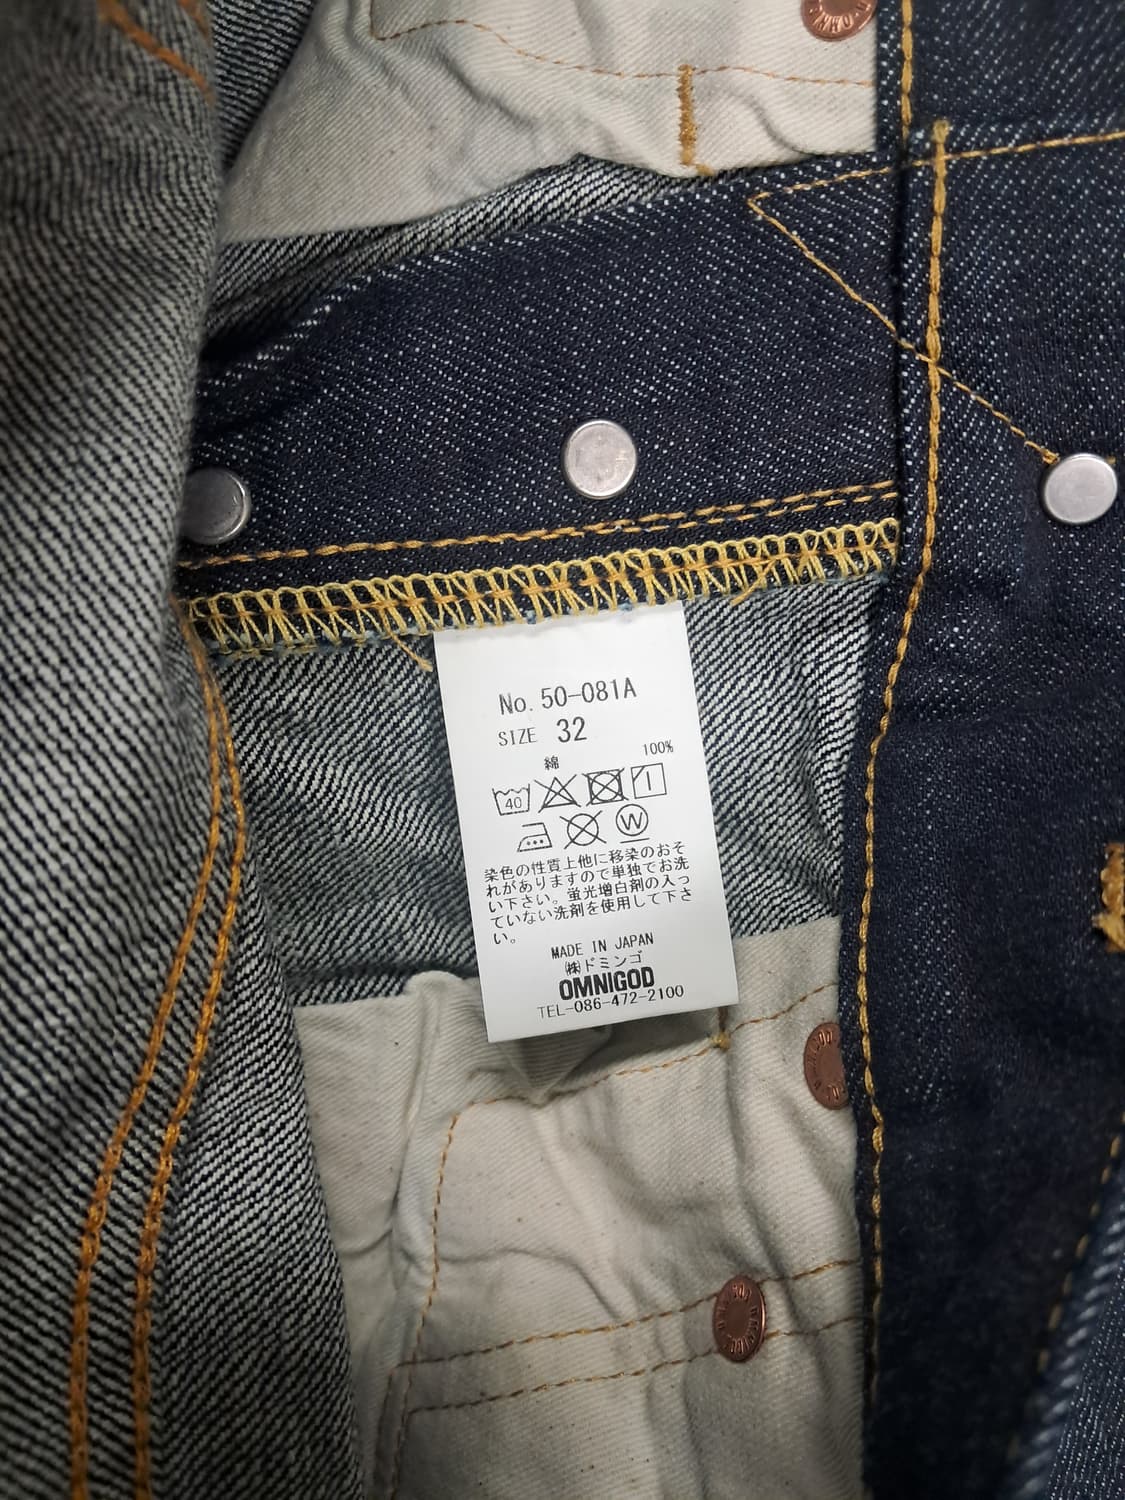 No. 50-081A
SIZE 32
綿 100%
40
W
染色の性質上他に移染のおそ
れがありますので単独でお洗
い下さい。蛍光増白剤の入っ
ていない洗剤を使用して下さ
い。
MADE IN JAPAN
㈱ドミンゴ
OMNIGOD
TEL-086-472-2100